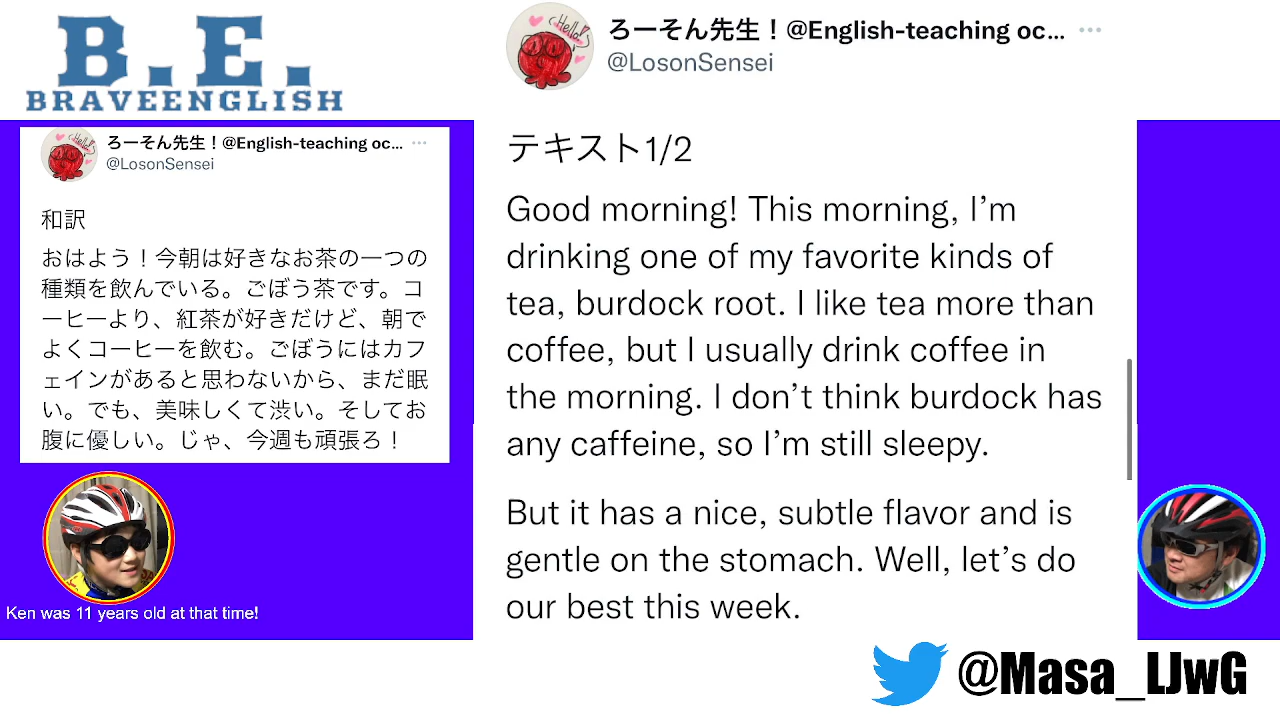 B.E.
BRAVEENGLISH
ろーそん先生！@English-teaching oc...
@LosonSensei
和訳
おはよう！今朝は好きなお茶の一つの
種類を飲んでいる。ごぼう茶です。コ
ーヒーより、紅茶が好きだけど、朝で
よくコーヒーを飲む。ごぼうにはカフ
ェインがあると思わないから、まだ眠
い。でも、美味しくて渋い。そしてお
腹に優しい。じゃ、今週も頑張ろ！
Ken was 11 years old at that time!
Hello!
ろーそん先生！@English-teaching oc...
@LosonSensei
テキスト1/2
Good morning! This morning, I’m
drinking one of my favorite kinds of
tea, burdock root. I like tea more than
coffee, but I usually drink coffee in
the morning. I don’t think burdock has
any caffeine, so I’m still sleepy.
But it has a nice, subtle flavor and is
gentle on the stomach. Well, let’s do
our best this week.
@Masa_LJwG